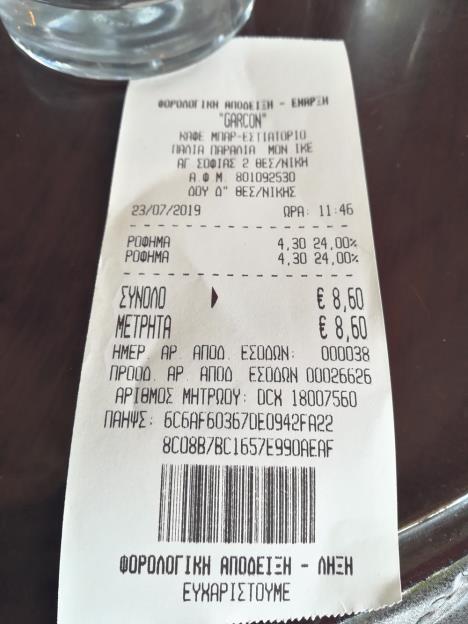 ΦΟΡΟΛΟΓΙΚΗ ΑΠΟΔΕΙΞΗ - ΕΝΑΡΞΗ
"GARCON"
ΚΑΦΕ ΜΠΑΡ-ΕΣΤΙΑΤΟΡΙΟ
ΠΑΛΙΑ ΠΑΡΑΛΙΑ ΜΟΝ ΙΚΕ
ΑΓ. ΣΟΦΙΑΣ 2 ΘΕΣ/ΝΙΚΗ
Α.Φ.Μ. 801092530
ΔΟΥ Δ" ΘΕΣ/ΝΙΚΗΣ
23/07/2019 ΩΡΑ: 11:46
ΡΟΦΗΜΑ 4,30 24,00%
ΡΟΦΗΜΑ 4,30 24,00%
ΣΥΝΟΛΟ € 8,60
ΜΕΤΡΗΤΑ € 8,60
ΗΜΕΡ. ΑΡ. ΑΠΟΔ. ΕΣΟΔΩΝ: 000038
ΠΡΟΟΔ. ΑΡ. ΑΠΟΔ. ΕΣΟΔΩΝ 00026626
ΑΡΙΘΜΟΣ ΜΗΤΡΩΟΥ: DCX 18007560
ΠΑΗΨΣ: 6C6AF60367DE0942FA22
8C08B7BC1657E990AEAF
ΦΟΡΟΛΟΓΙΚΗ ΑΠΟΔΕΙΞΗ - ΛΗΞΗ
ΕΥΧΑΡΙΣΤΟΥΜΕ